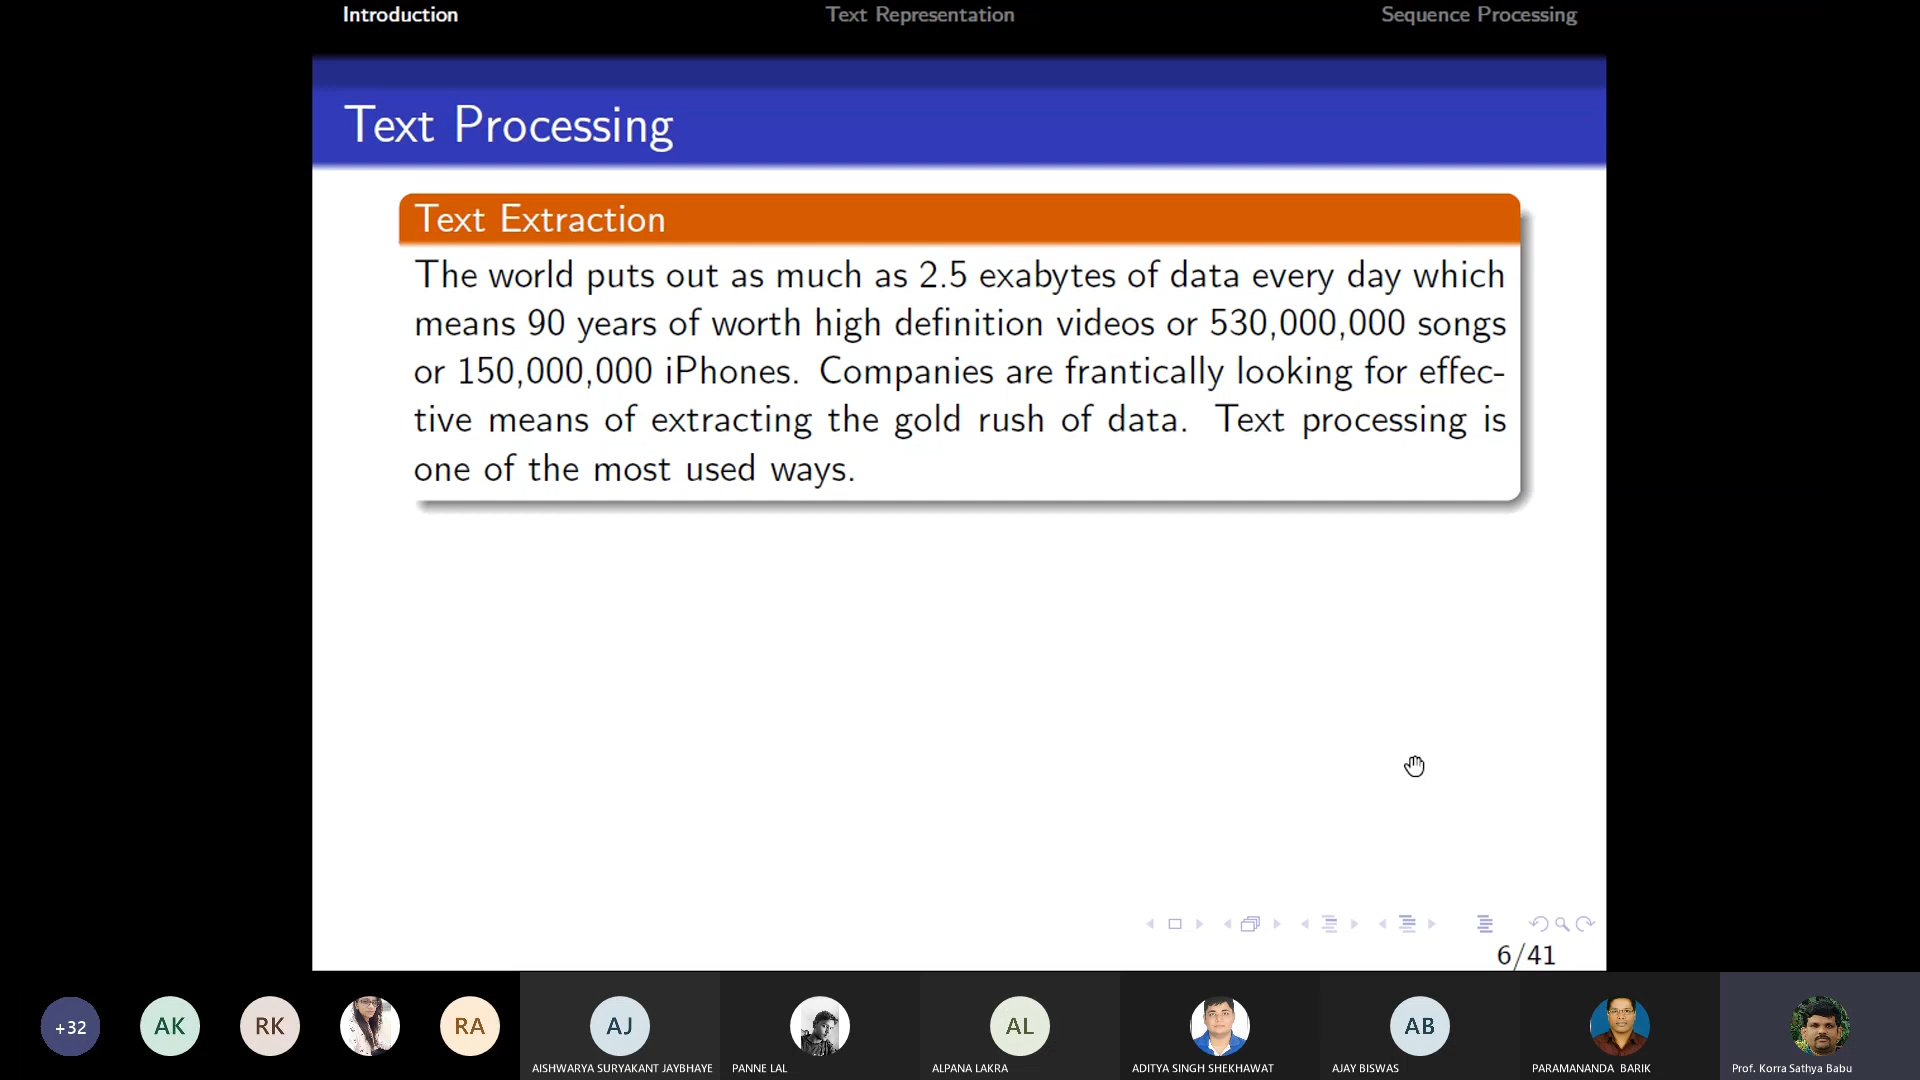 Introduction
Text Representation
Sequence Processing
Text Processing
Text Extraction
The world puts out as much as 2.5 exabytes of data every day which
means 90 years of worth high definition videos or 530,000,000 songs
or 150,000,000 iPhones. Companies are frantically looking for effec-
tive means of extracting the gold rush of data. Text processing is
one of the most used ways.
6/41
+32
AK
RK
RA
AJ
AL
AB
AISHWARYA SURYAKANT JAYBHAYE
PANNE LAL
ALPANA LAKRA
ADITYA SINGH SHEKHAWAT
AJAY BISWAS
PARAMANANDA BARIK
Prof. Korra Sathya Babu